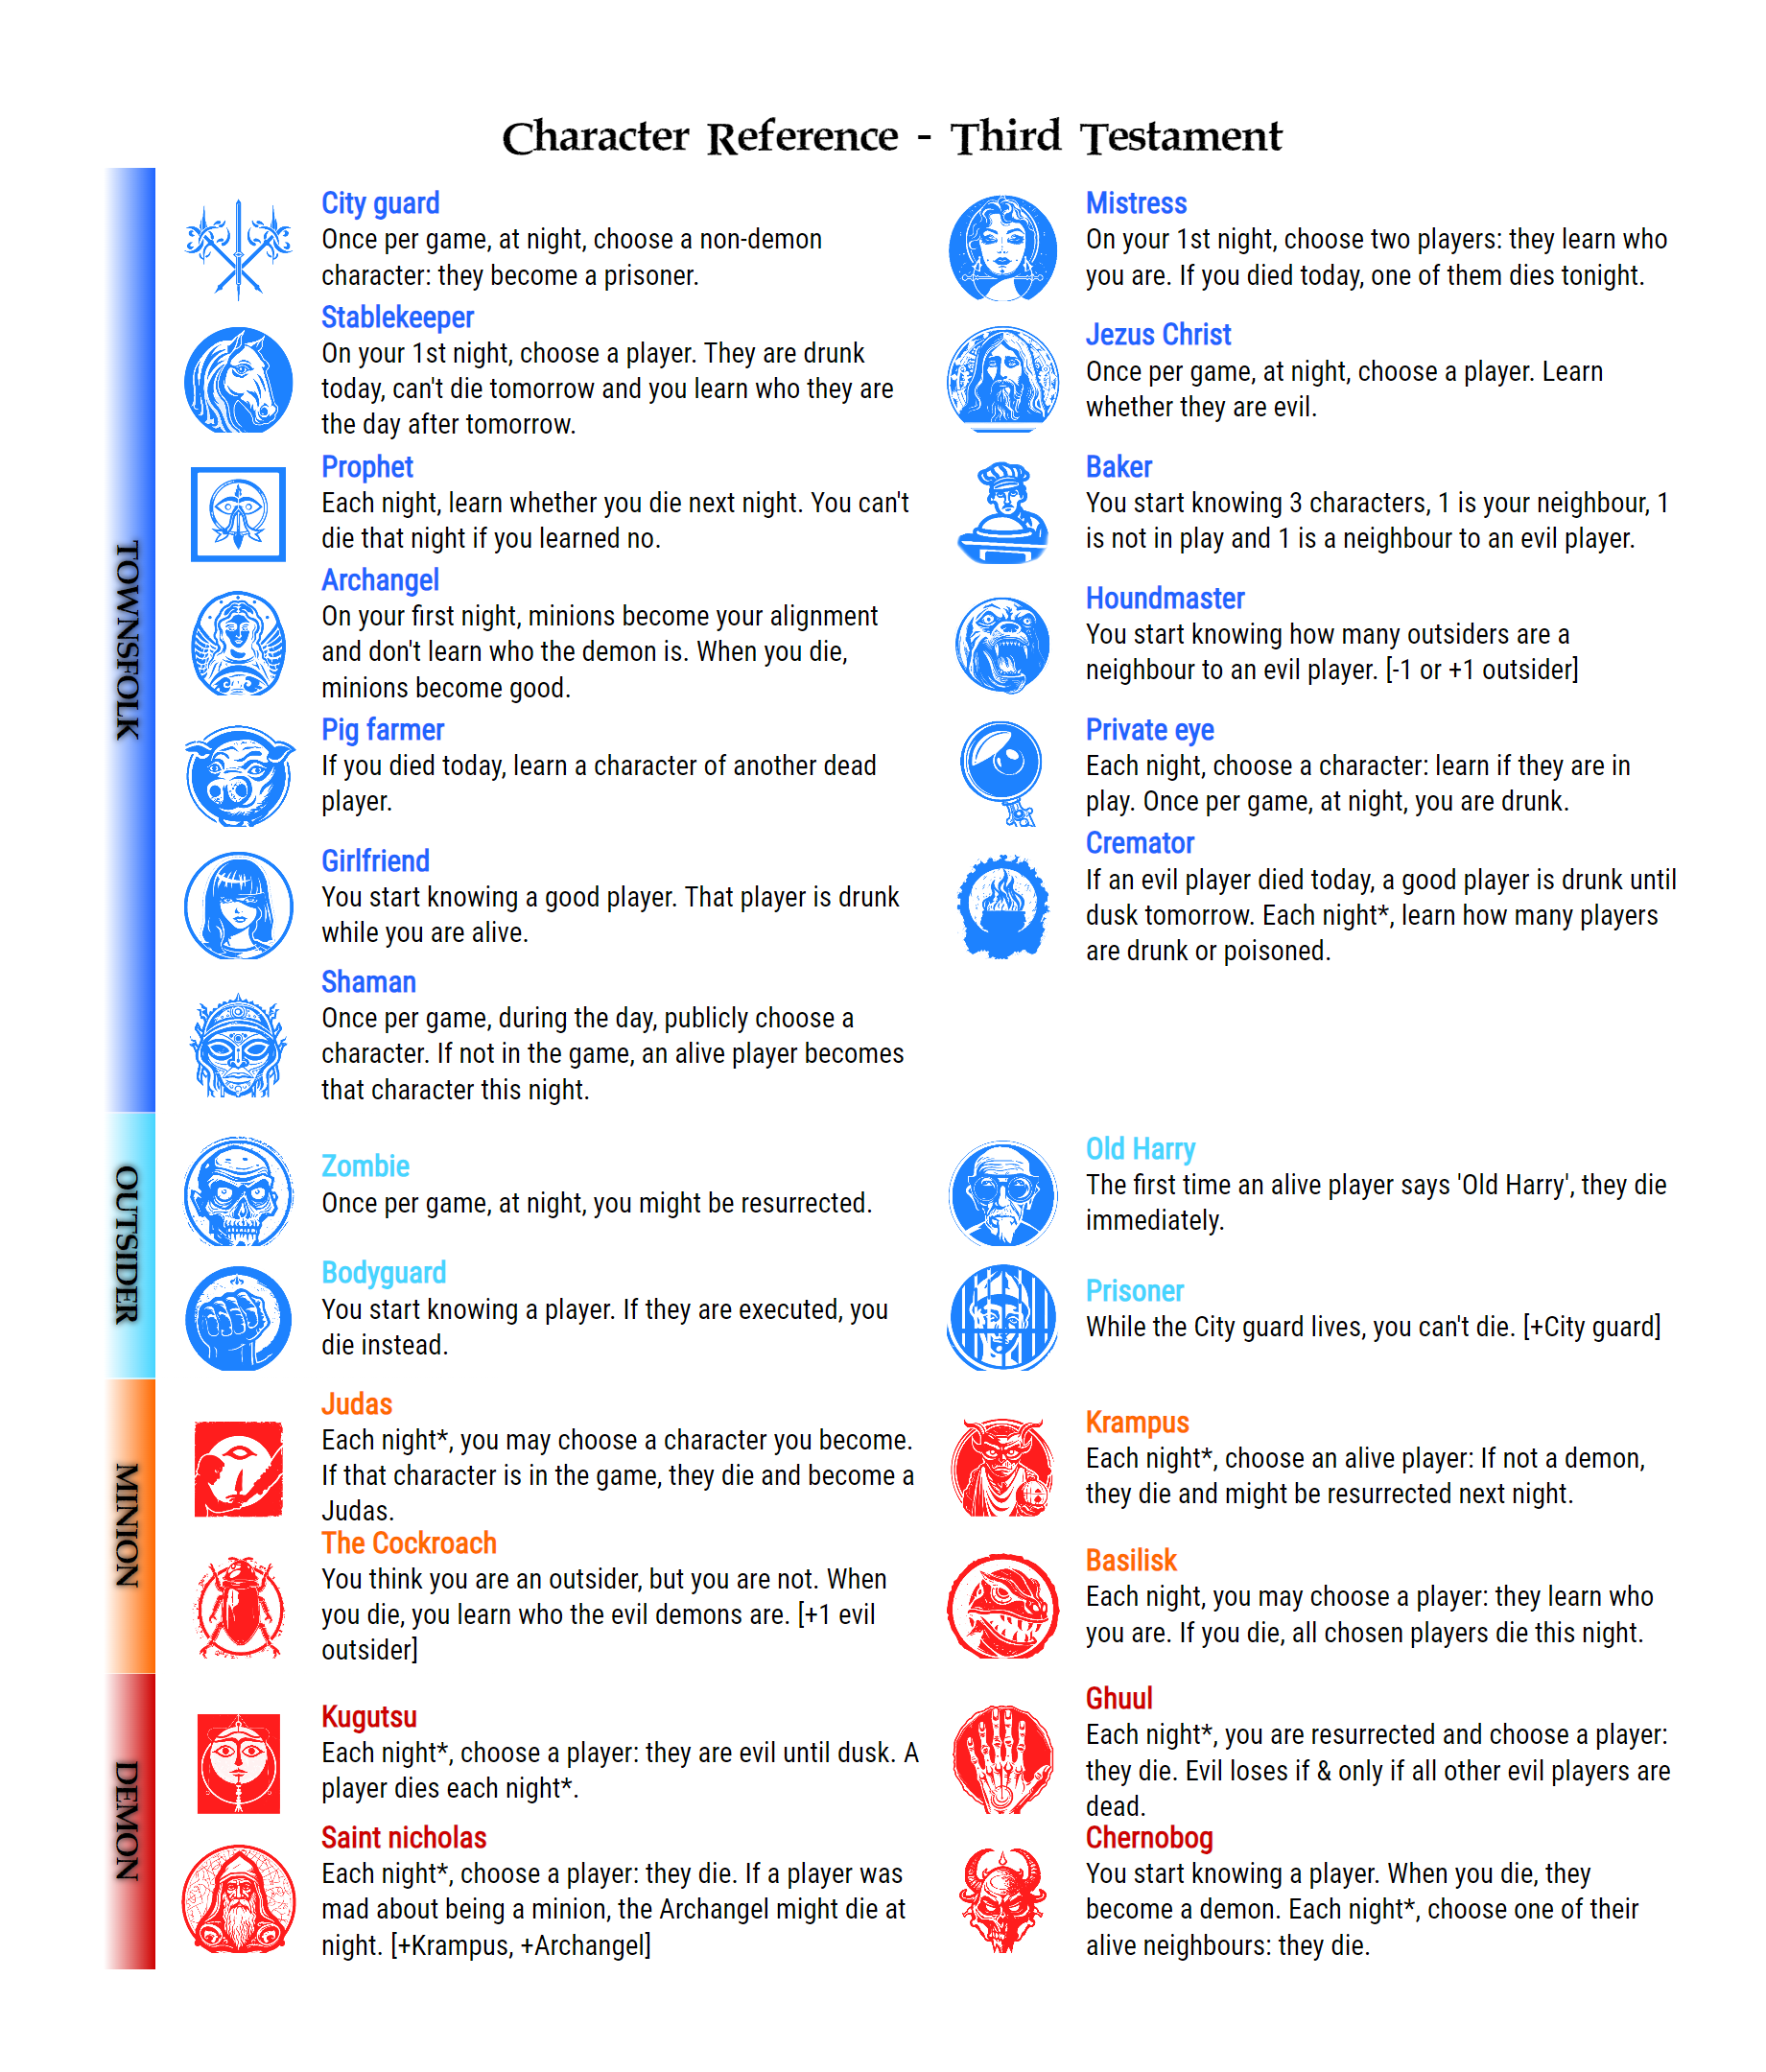 Character Reference - Third Testament
TOWNSFOLK
City guard
Once per game, at night, choose a non-demon
character: they become a prisoner.
Mistress
On your 1st night, choose two players: they learn who
you are. If you died today, one of them dies tonight.
Stablekeeper
On your 1st night, choose a player. They are drunk
today, can't die tomorrow and you learn who they are
the day after tomorrow.
Jezus Christ
Once per game, at night, choose a player. Learn
whether they are evil.
Prophet
Each night, learn whether you die next night. You can't
die that night if you learned no.
Baker
You start knowing 3 characters, 1 is your neighbour, 1
is not in play and 1 is a neighbour to an evil player.
Archangel
On your first night, minions become your alignment
and don't learn who the demon is. When you die,
minions become good.
Houndmaster
You start knowing how many outsiders are a
neighbour to an evil player. [-1 or +1 outsider]
Pig farmer
If you died today, learn a character of another dead
player.
Private eye
Each night, choose a character: learn if they are in
play. Once per game, at night, you are drunk.
Girlfriend
You start knowing a good player. That player is drunk
while you are alive.
Cremator
If an evil player died today, a good player is drunk until
dusk tomorrow. Each night*, learn how many players
are drunk or poisoned.
Shaman
Once per game, during the day, publicly choose a
character. If not in the game, an alive player becomes
that character this night.
OUTSIDER
Zombie
Once per game, at night, you might be resurrected.
Old Harry
The first time an alive player says 'Old Harry', they die
immediately.
Bodyguard
You start knowing a player. If they are executed, you
die instead.
Prisoner
While the City guard lives, you can't die. [+City guard]
MINION
Judas
Each night*, you may choose a character you become.
If that character is in the game, they die and become a
Judas.
Krampus
Each night*, choose an alive player: If not a demon,
they die and might be resurrected next night.
The Cockroach
You think you are an outsider, but you are not. When
you die, you learn who the evil demons are. [+1 evil
outsider]
Basilisk
Each night, you may choose a player: they learn who
you are. If you die, all chosen players die this night.
DEMON
Kugutsu
Each night*, choose a player: they are evil until dusk. A
player dies each night*.
Ghuul
Each night*, you are resurrected and choose a player:
they die. Evil loses if & only if all other evil players are
dead.
Saint nicholas
Each night*, choose a player: they die. If a player was
mad about being a minion, the Archangel might die at
night. [+Krampus, +Archangel]
Chernobog
You start knowing a player. When you die, they
become a demon. Each night*, choose one of their
alive neighbours: they die.